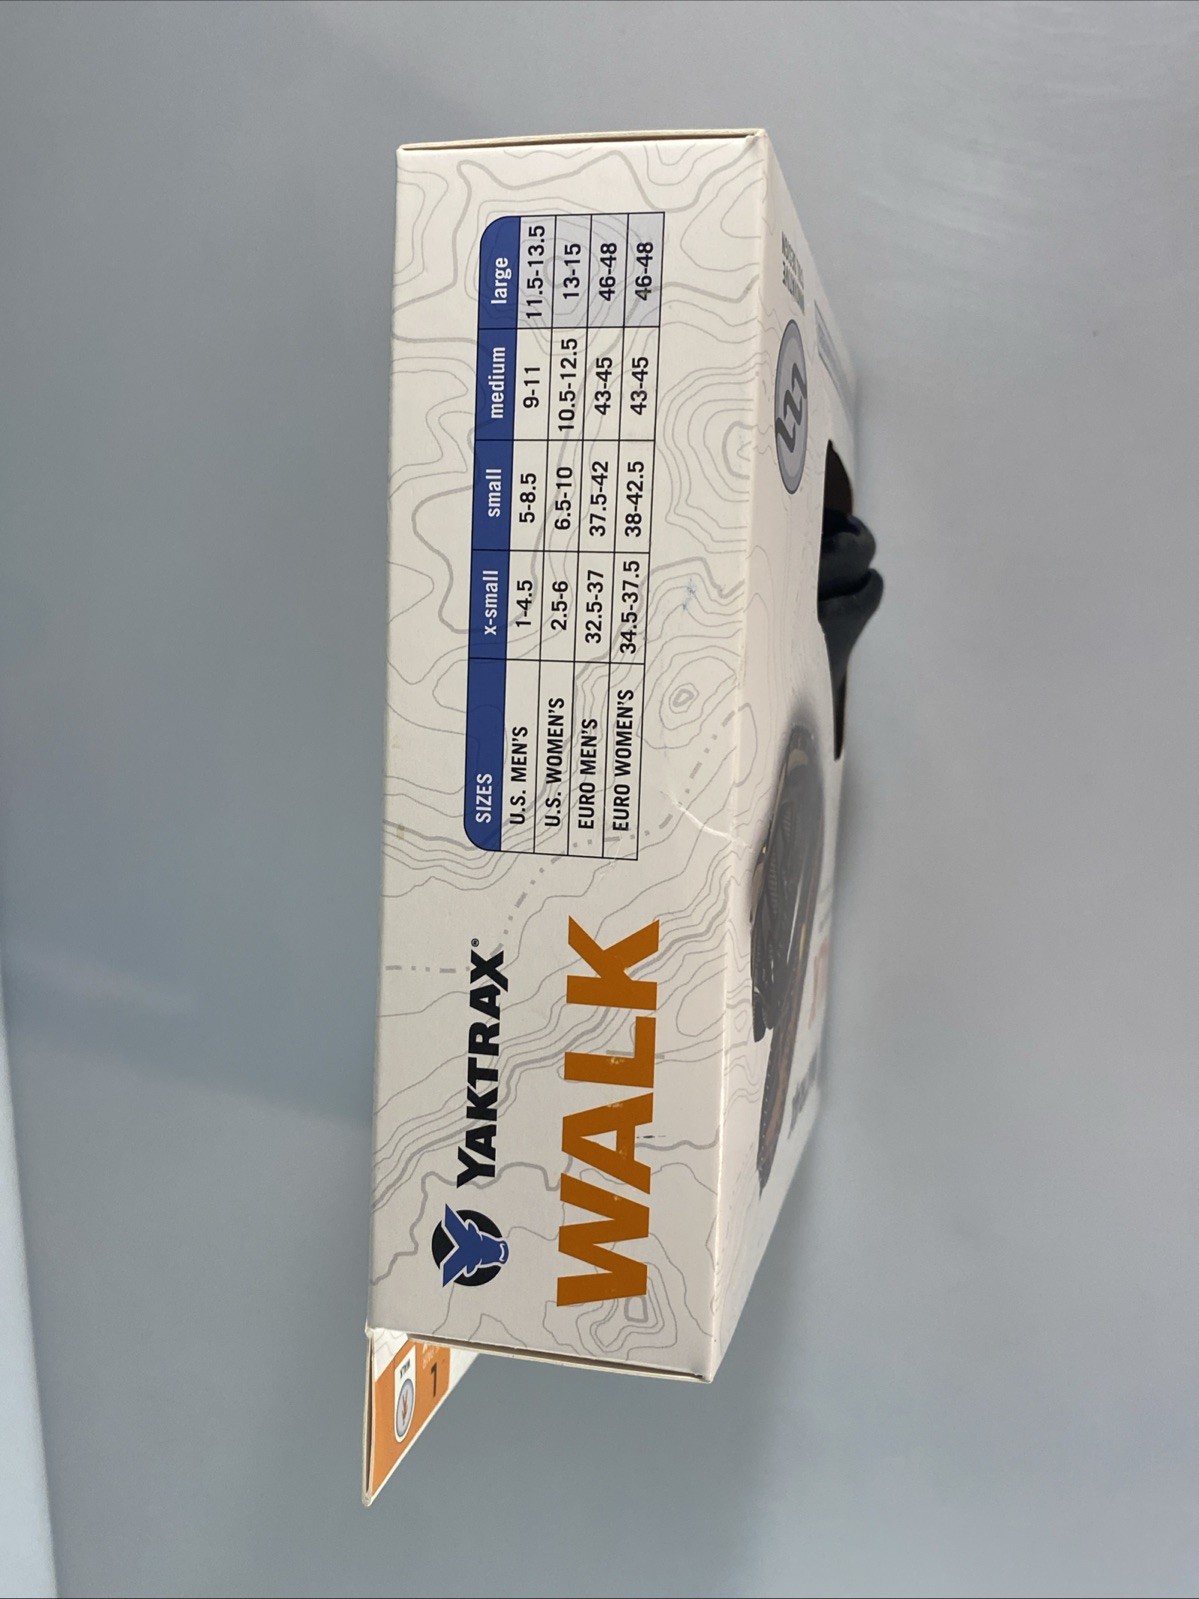 YAKTRAX®
WALK
SIZES x-small small medium large
U.S. MEN'S 1-4.5 5-8.5 9-11 11.5-13.5
U.S. WOMEN'S 2.5-6 6.5-10 10.5-12.5 13-15
EURO MEN'S 32.5-37 37.5-42 43-45 46-48
EURO WOMEN'S 34.5-37.5 38-42.5 43-45 46-48